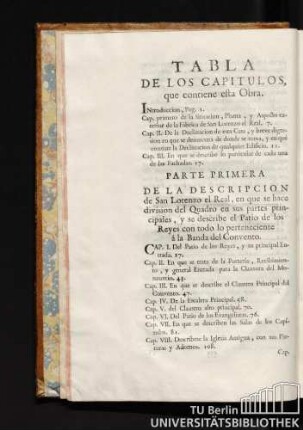 TABLA
DE LOS CAPITULOS,
que contiene esta Obra.
Introduccion, Pag. 1.
Cap. primero de la situacion, Planta, y Aspecto exterior
de la Fabrica de San Lorenzo el Real. 7.
Cap. II. De la Declinacion de esta Casa, y breve digresion
en que se demuestra de donde se toma, y en qué
consiste la Declinacion de qualquier Edificio. 11.
Cap. III. En que se describe en particular de cada una
de las Fachadas. 17.
PARTE PRIMERA
DE LA DESCRIPCION
de San Lorenzo el Real, en que se hace
division del Quadro en sus partes principales,
y se describe el Patio de los
Reyes con todo lo perteneciente
á la Banda del Convento.
CAP. I. Del Patio de los Reyes, y su principal Entrada.
27.
Cap. II. En que se trata de la Porteria, Recibimiento,
y general Entrada para la Clausura del Monasterio.
43.
Cap. III. En que se describe el Claustro Principal del
Convento. 47.
Cap. IV. De la Escalera Principal. 58.
Cap. V. del Claustro alto principal. 70.
Cap. VI. Del Patio de los Evangelistas. 76.
Cap. VII. En que se describen las Salas de los Capitulos.
82.
Cap. VIII. Describese la Iglesia Antigua, con sus
y Adornos. 108.
Cap.
TU Berlin
UNIVERSITÄTSBIBLIOTHEK